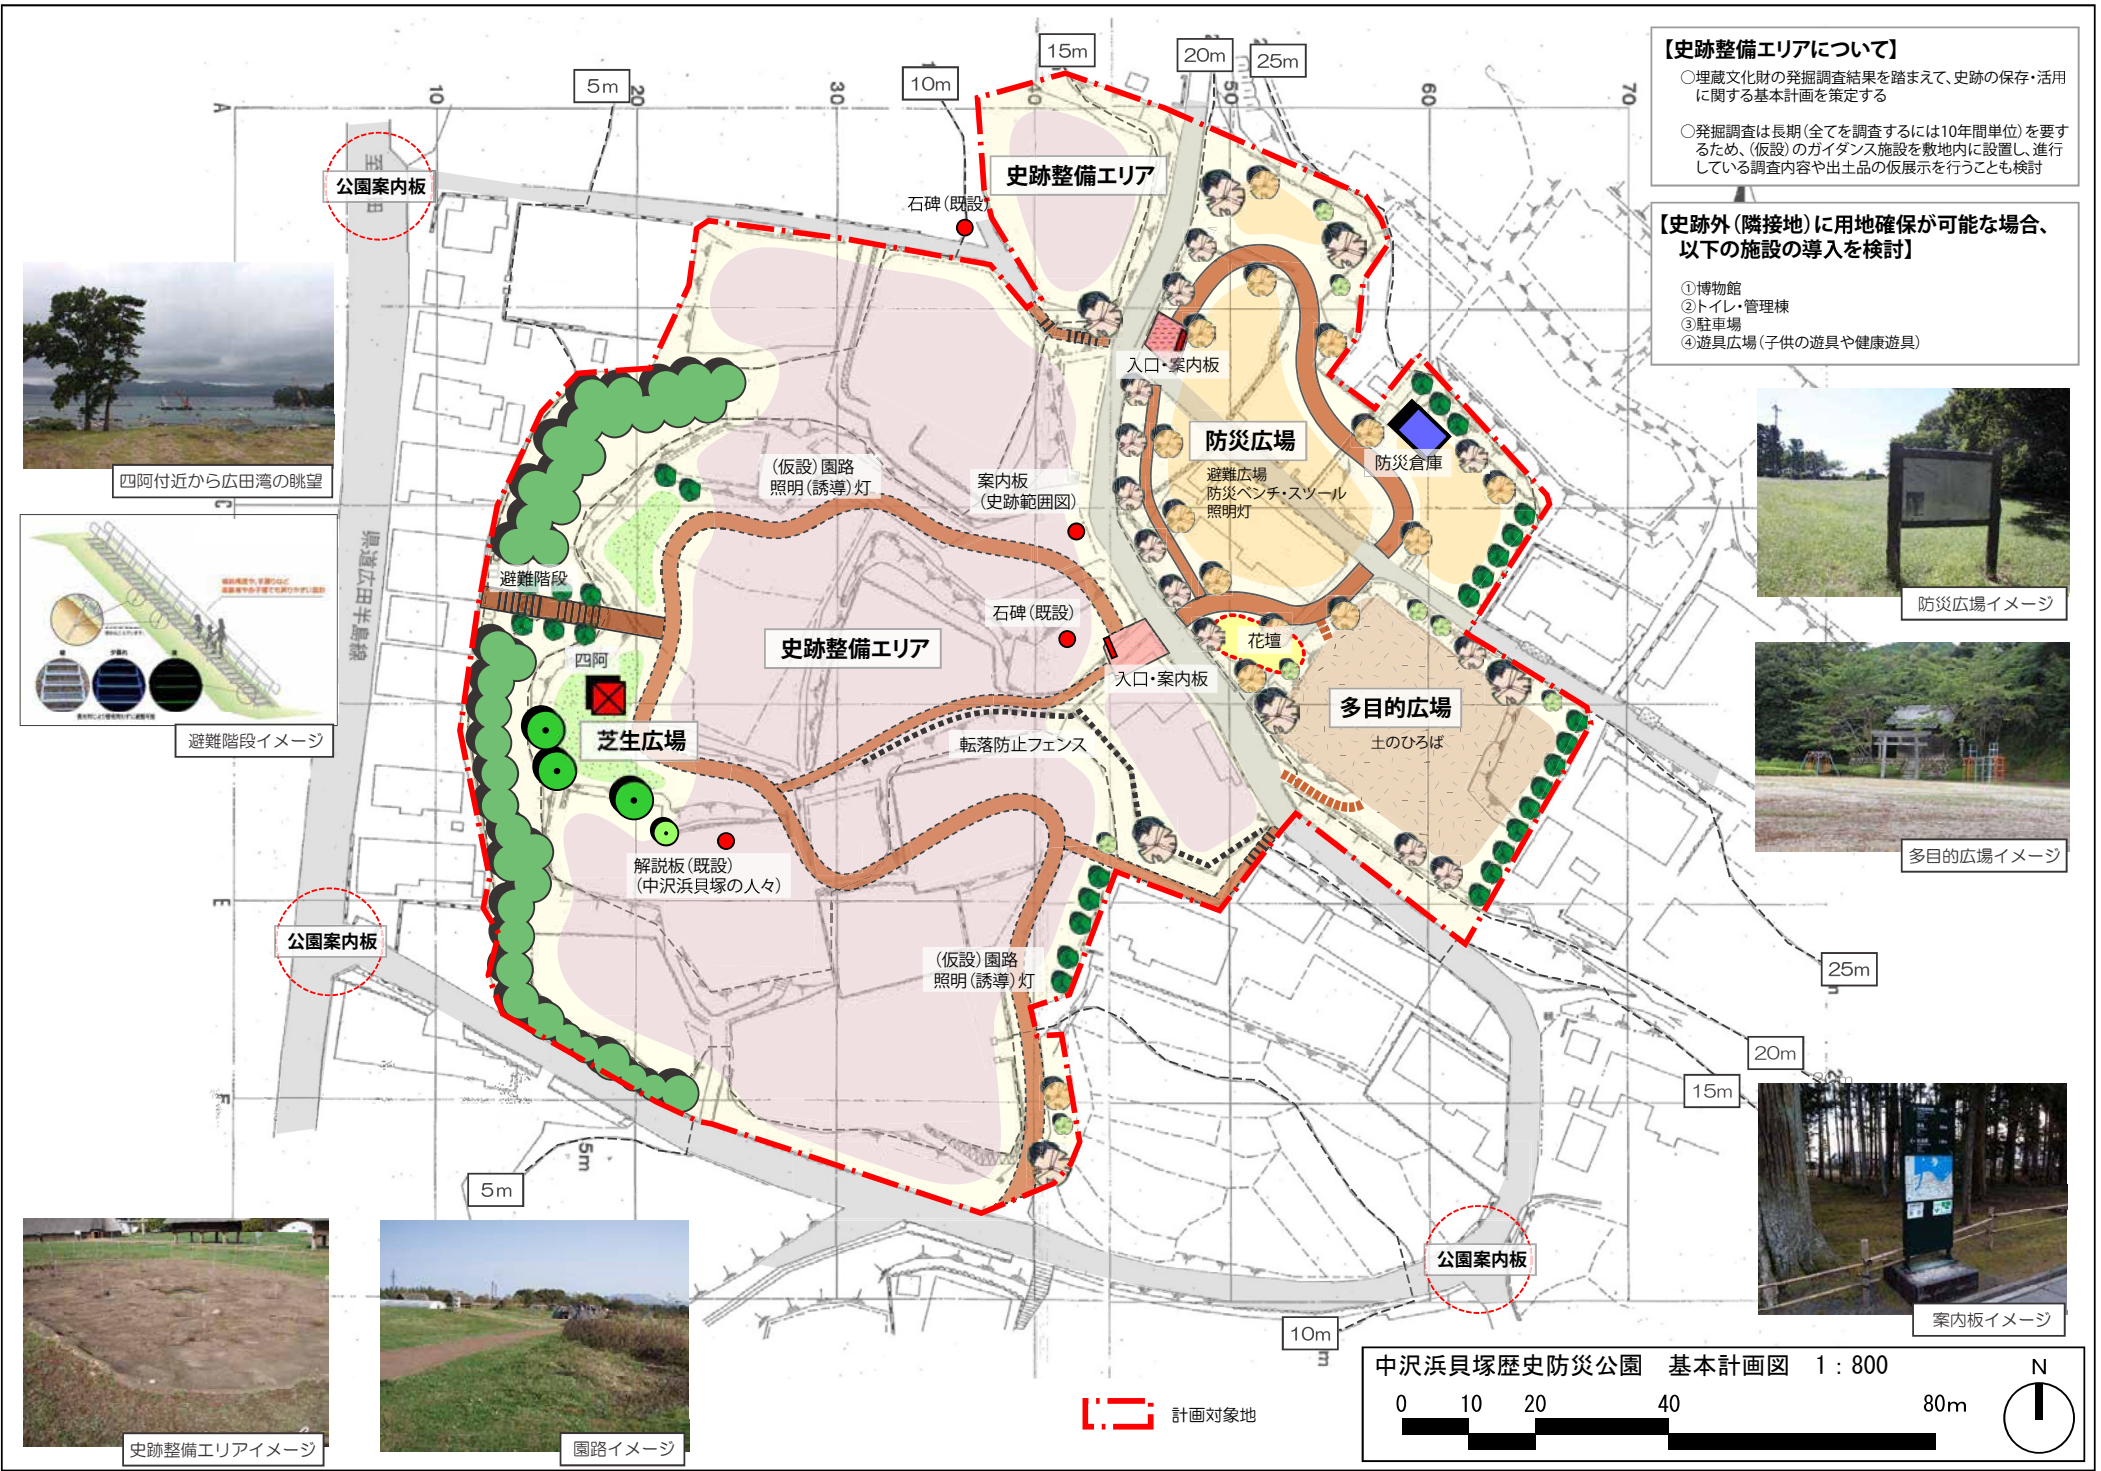 中沢浜貝塚歴史防災公園　基本計画図　1：800
0 10 20 40 80m
N
計画対象地
【史跡整備エリアについて】
○埋蔵文化財の発掘調査結果を踏まえて、史跡の保存・活用
に関する基本計画を策定する
○発掘調査は長期(全てを調査するには10年間単位)を要す
るため、(仮設)のガイダンス施設を敷地内に設置し、進行
している調査内容や出土品の仮展示を行うことも検討
【史跡外(隣接地)に用地確保が可能な場合、
以下の施設の導入を検討】
①博物館
②トイレ・管理棟
③駐車場
④遊具広場(子供の遊具や健康遊具)
5m
10m
15m
20m
25m
A
10
20
30
40
50
60
70
C
E
F
公園案内板
石碑(既設)
史跡整備エリア
入口・案内板
防災広場
避難広場
防災ベンチ・スツール
照明灯
防災倉庫
(仮設)園路
照明(誘導)灯
案内板
(史跡範囲図)
県道広田半島線
避難階段
石碑(既設)
四阿
史跡整備エリア
花壇
入口・案内板
多目的広場
土のひろば
芝生広場
転落防止フェンス
解説板(既設)
(中沢浜貝塚の人々)
公園案内板
(仮設)園路
照明(誘導)灯
25m
20m
15m
5m
5m
10m
公園案内板
四阿付近から広田湾の眺望
避難階段イメージ
史跡整備エリアイメージ
園路イメージ
防災広場イメージ
多目的広場イメージ
案内板イメージ